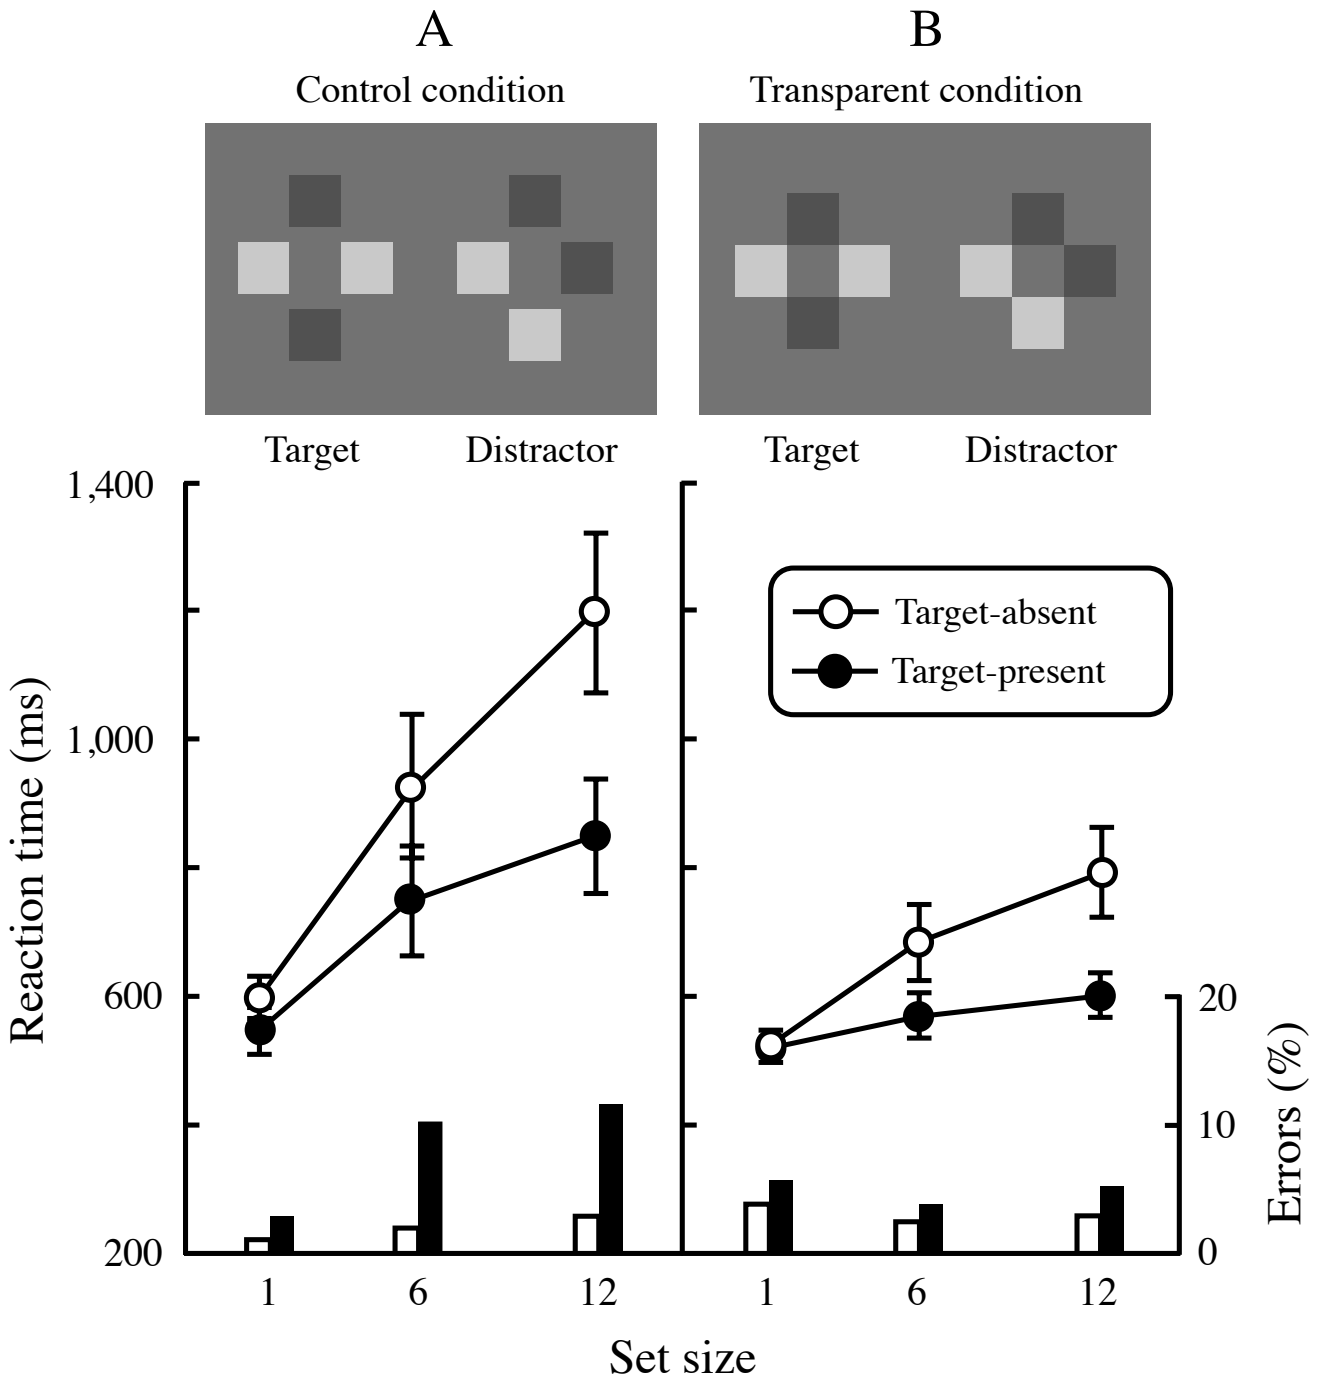 A
B
Control condition
Transparent condition
Target
Distractor
Target
Distractor
1,400
1,000
600
200
Reaction time (ms)
Target-absent
Target-present
20
10
0
Errors (%)
1
6
12
1
6
12
Set size